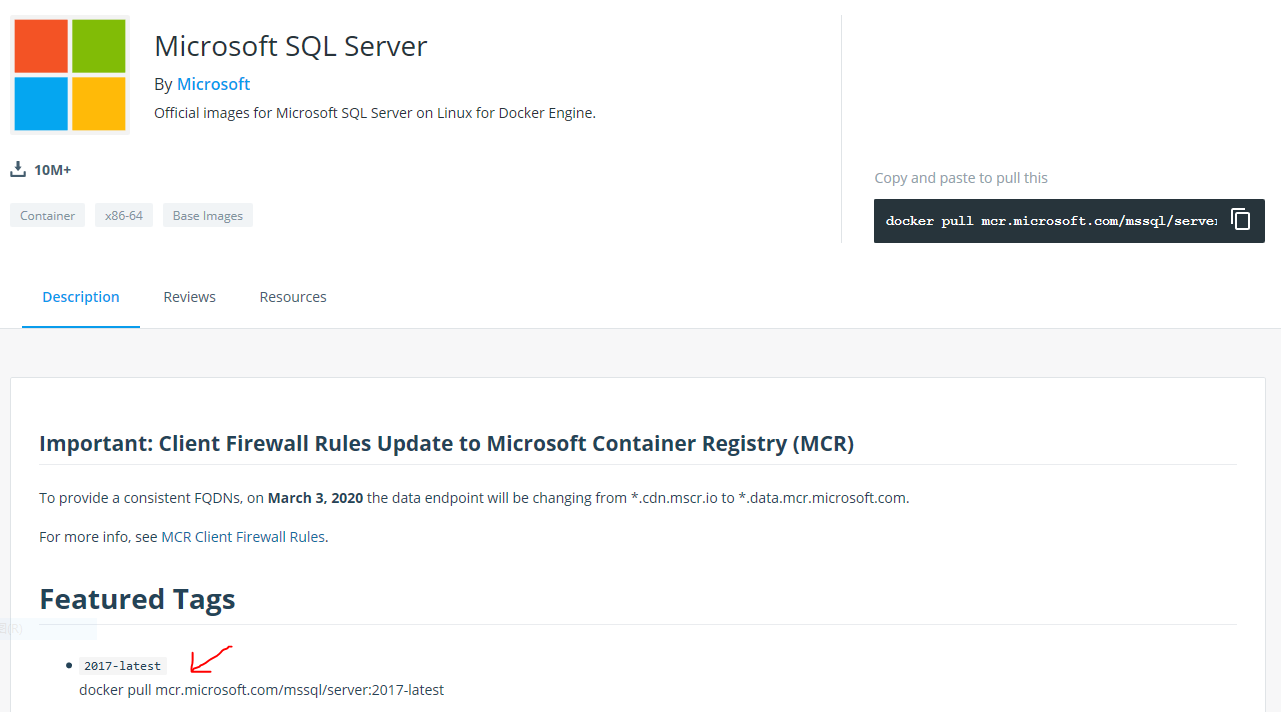 Microsoft SQL Server
By Microsoft
Official images for Microsoft SQL Server on Linux for Docker Engine.
10M+
Container x86-64 Base Images
Copy and paste to pull this
docker pull mcr.microsoft.com/mssql/server
Description Reviews Resources
Important: Client Firewall Rules Update to Microsoft Container Registry (MCR)
To provide a consistent FQDNs, on March 3, 2020 the data endpoint will be changing from *.cdn.mscr.io to *.data.mcr.microsoft.com.
For more info, see MCR Client Firewall Rules.
Featured Tags
2017-latest
docker pull mcr.microsoft.com/mssql/server:2017-latest